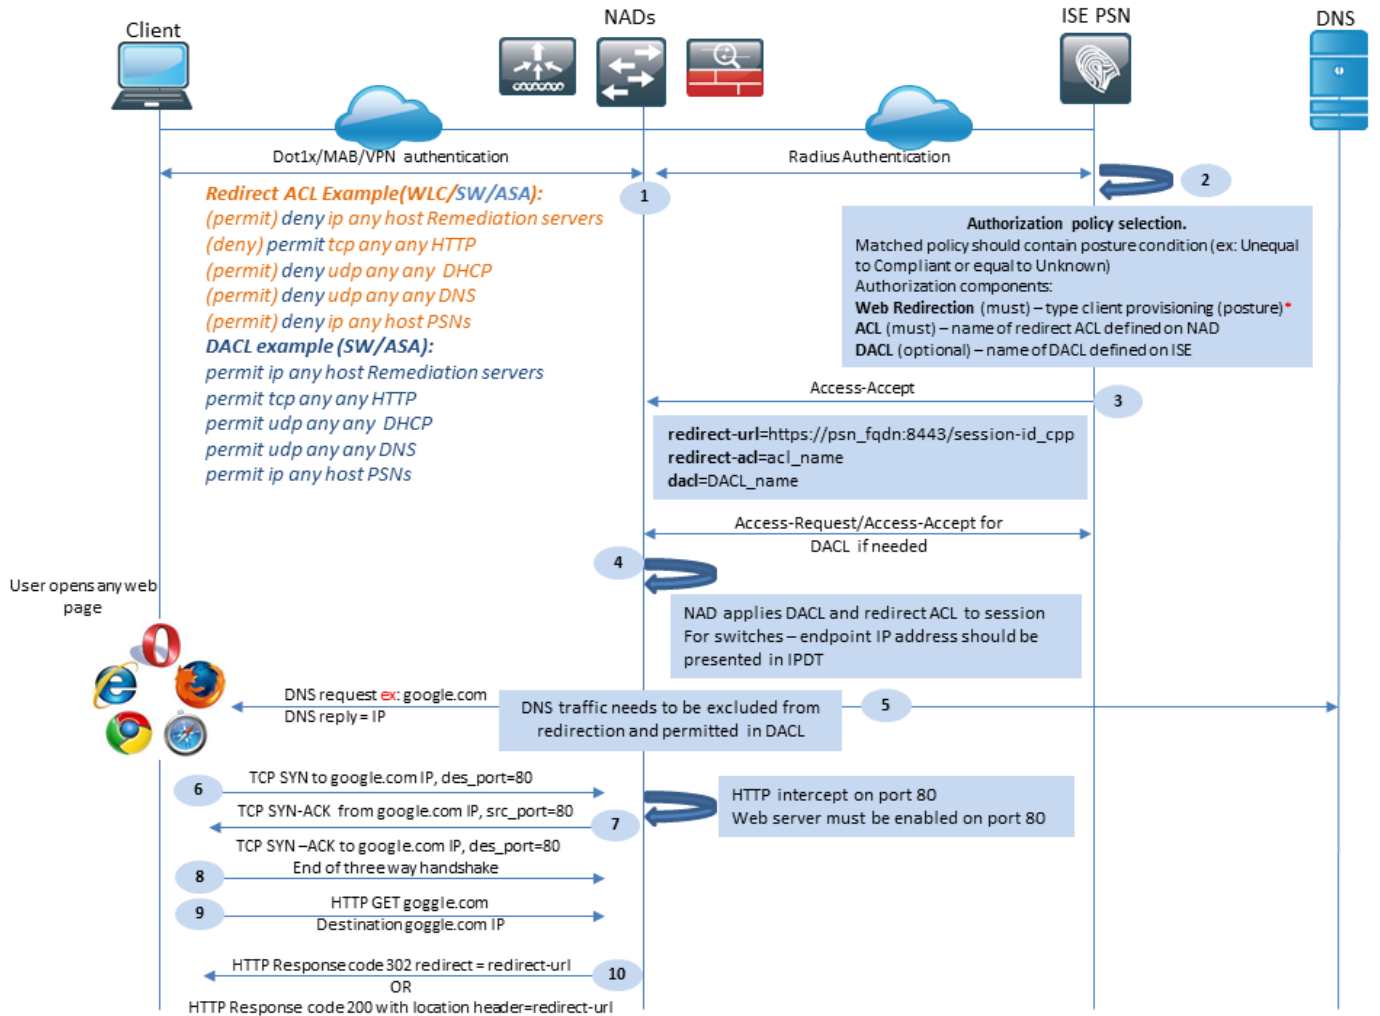 Client
NADs
ISE PSN
DNS
Dot1x/MAB/VPN authentication
Radius Authentication
1
2
Redirect ACL Example(WLC/SW/ASA):
(permit) deny ip any host Remediation servers
(deny) permit tcp any any HTTP
(permit) deny udp any any DHCP
(permit) deny udp any any DNS
(permit) deny ip any host PSNs
DACL example (SW/ASA):
permit ip any host Remediation servers
permit tcp any any HTTP
permit udp any any DHCP
permit udp any any DNS
permit ip any host PSNs
Authorization policy selection.
Matched policy should contain posture condition (ex: Unequal
to Compliant or equal to Unknown)
Authorization components:
Web Redirection (must) – type client provisioning (posture)*
ACL (must) – name of redirect ACL defined on NAD
DACL (optional) – name of DACL defined on ISE
Access-Accept
3
redirect-url=https://psn_fqdn:8443/session-id_cpp
redirect-acl=acl_name
dacl=DACL_name
Access-Request/Access-Accept for
DACL if needed
4
NAD applies DACL and redirect ACL to session
For switches – endpoint IP address should be
presented in IPDT
User opens any web
page
DNS request ex: google.com
DNS reply = IP
DNS traffic needs to be excluded from
redirection and permitted in DACL
5
6
TCP SYN to google.com IP, des_port=80
TCP SYN-ACK from google.com IP, src_port=80
7
HTTP intercept on port 80
Web server must be enabled on port 80
TCP SYN –ACK to google.com IP, des_port=80
8
End of three way handshake
9
HTTP GET goggle.com
Destination goggle.com IP
HTTP Response code 302 redirect = redirect-url
10
OR
HTTP Response code 200 with location header=redirect-url